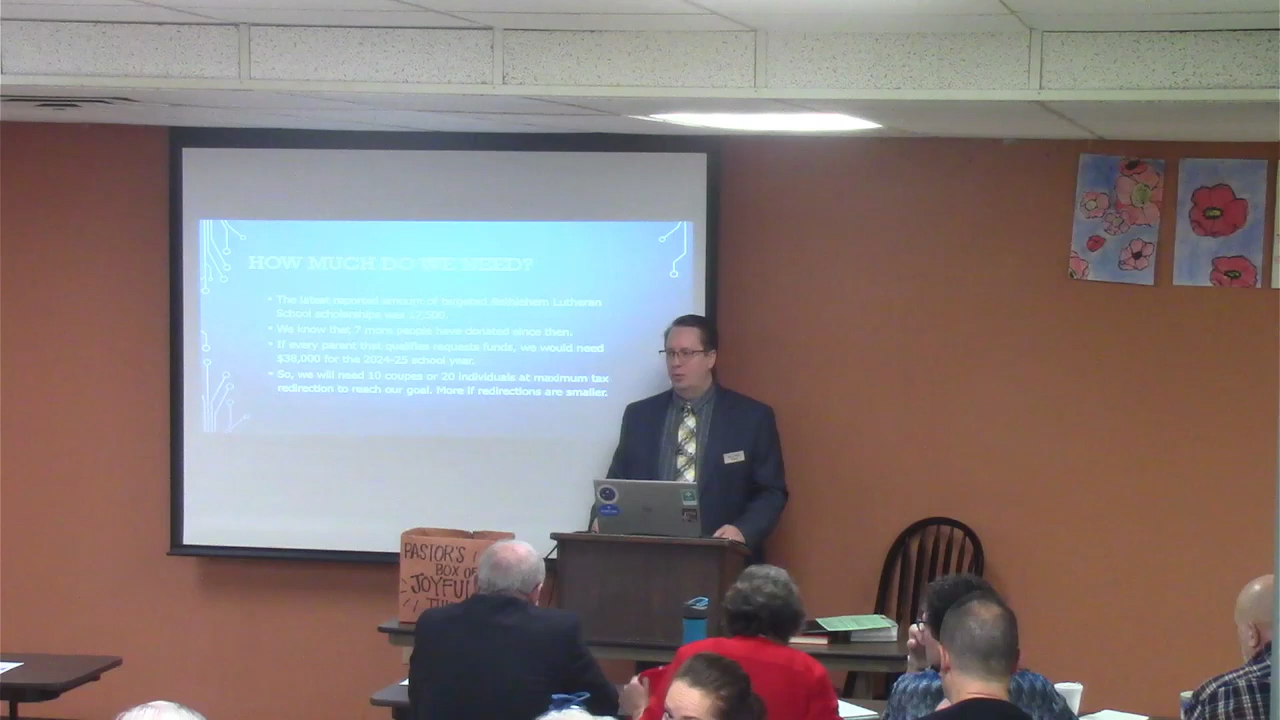 HOW MUCH DO WE NEED?
• The latest reported amount of targeted Bethlehem Lutheran
School scholarships was 17,500.
• We know that 7 more people have donated since then.
• If every parent that qualifies requests funds, we would need
$38,000 for the 2024-25 school year.
• So, we will need 10 coupes or 20 individuals at maximum tax
redirection to reach our goal. More if redirections are smaller.
PASTOR'S
BOX OF
JOYFUL